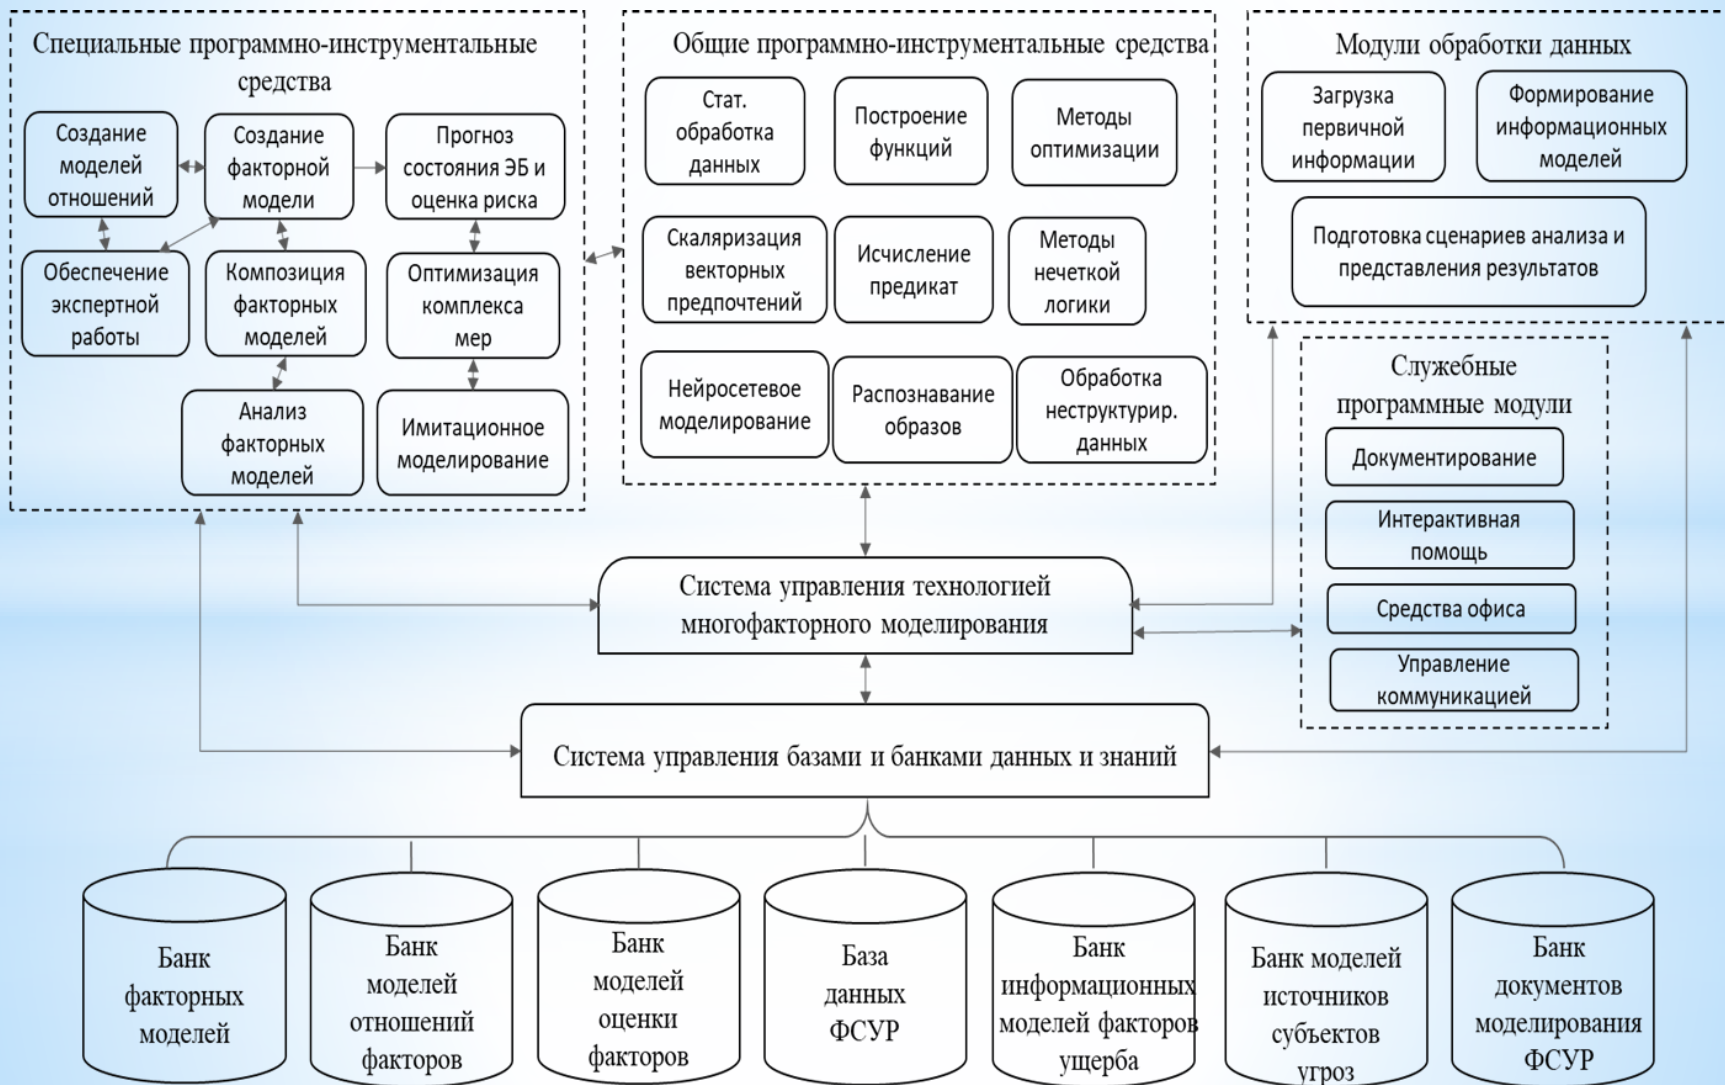 Специальные программно-инструментальные
средства
Создание
моделей
отношений
Создание
факторной
модели
Прогноз
состояния ЭБ и
оценка риска
Обеспечение
экспертной
работы
Композиция
факторных
моделей
Оптимизация
комплекса
мер
Анализ
факторных
моделей
Имитационное
моделирование
Общие программно-инструментальные средства
Стат.
обработка
данных
Построение
функций
Методы
оптимизации
Скаляризация
векторных
предпочтений
Исчисление
предикат
Методы
нечеткой
логики
Нейросетевое
моделирование
Распознавание
образов
Обработка
неструктурир.
данных
Модули обработки данных
Загрузка
первичной
информации
Формирование
информационных
моделей
Подготовка сценариев анализа и
представления результатов
Служебные
программные модули
Документирование
Интерактивная
помощь
Средства офиса
Управление
коммуникацией
Система управления технологией
многофакторного моделирования
Система управления базами и банками данных и знаний
Банк
факторных
моделей
Банк
моделей
отношений
факторов
Банк
моделей
оценки
факторов
База
данных
ФСУР
Банк
информационных
моделей факторов
ущерба
Банк моделей
источников
субъектов
угроз
Банк
документов
моделирования
ФСУР